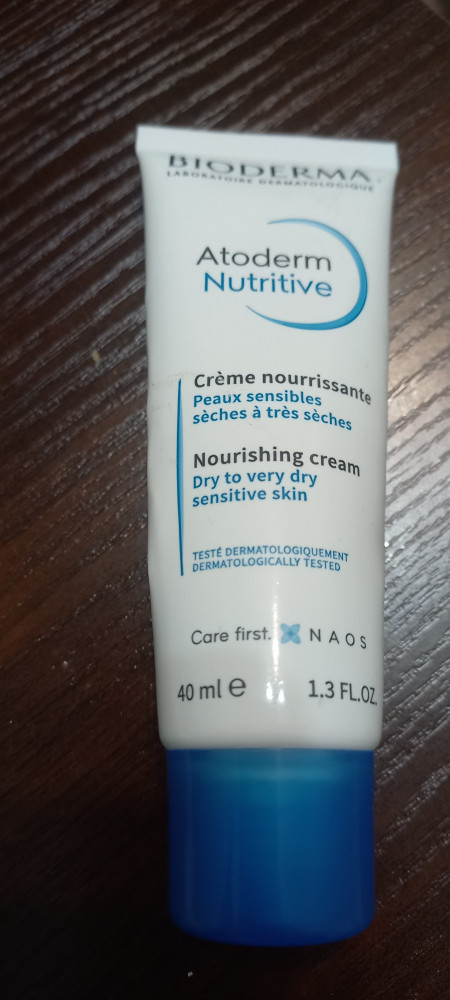 BIODERMA
LABORATOIRE DERMATOLOGIQUE
Atoderm
Nutritive
Crème nourrissante
Peaux sensibles
sèches à très sèches
Nourishing cream
Dry to very dry
sensitive skin
TESTÉ DERMATOLOGIQUEMENT
DERMATOLOGICALLY TESTED
Care first. NAOS
40 ml e 1.3 FL.OZ.